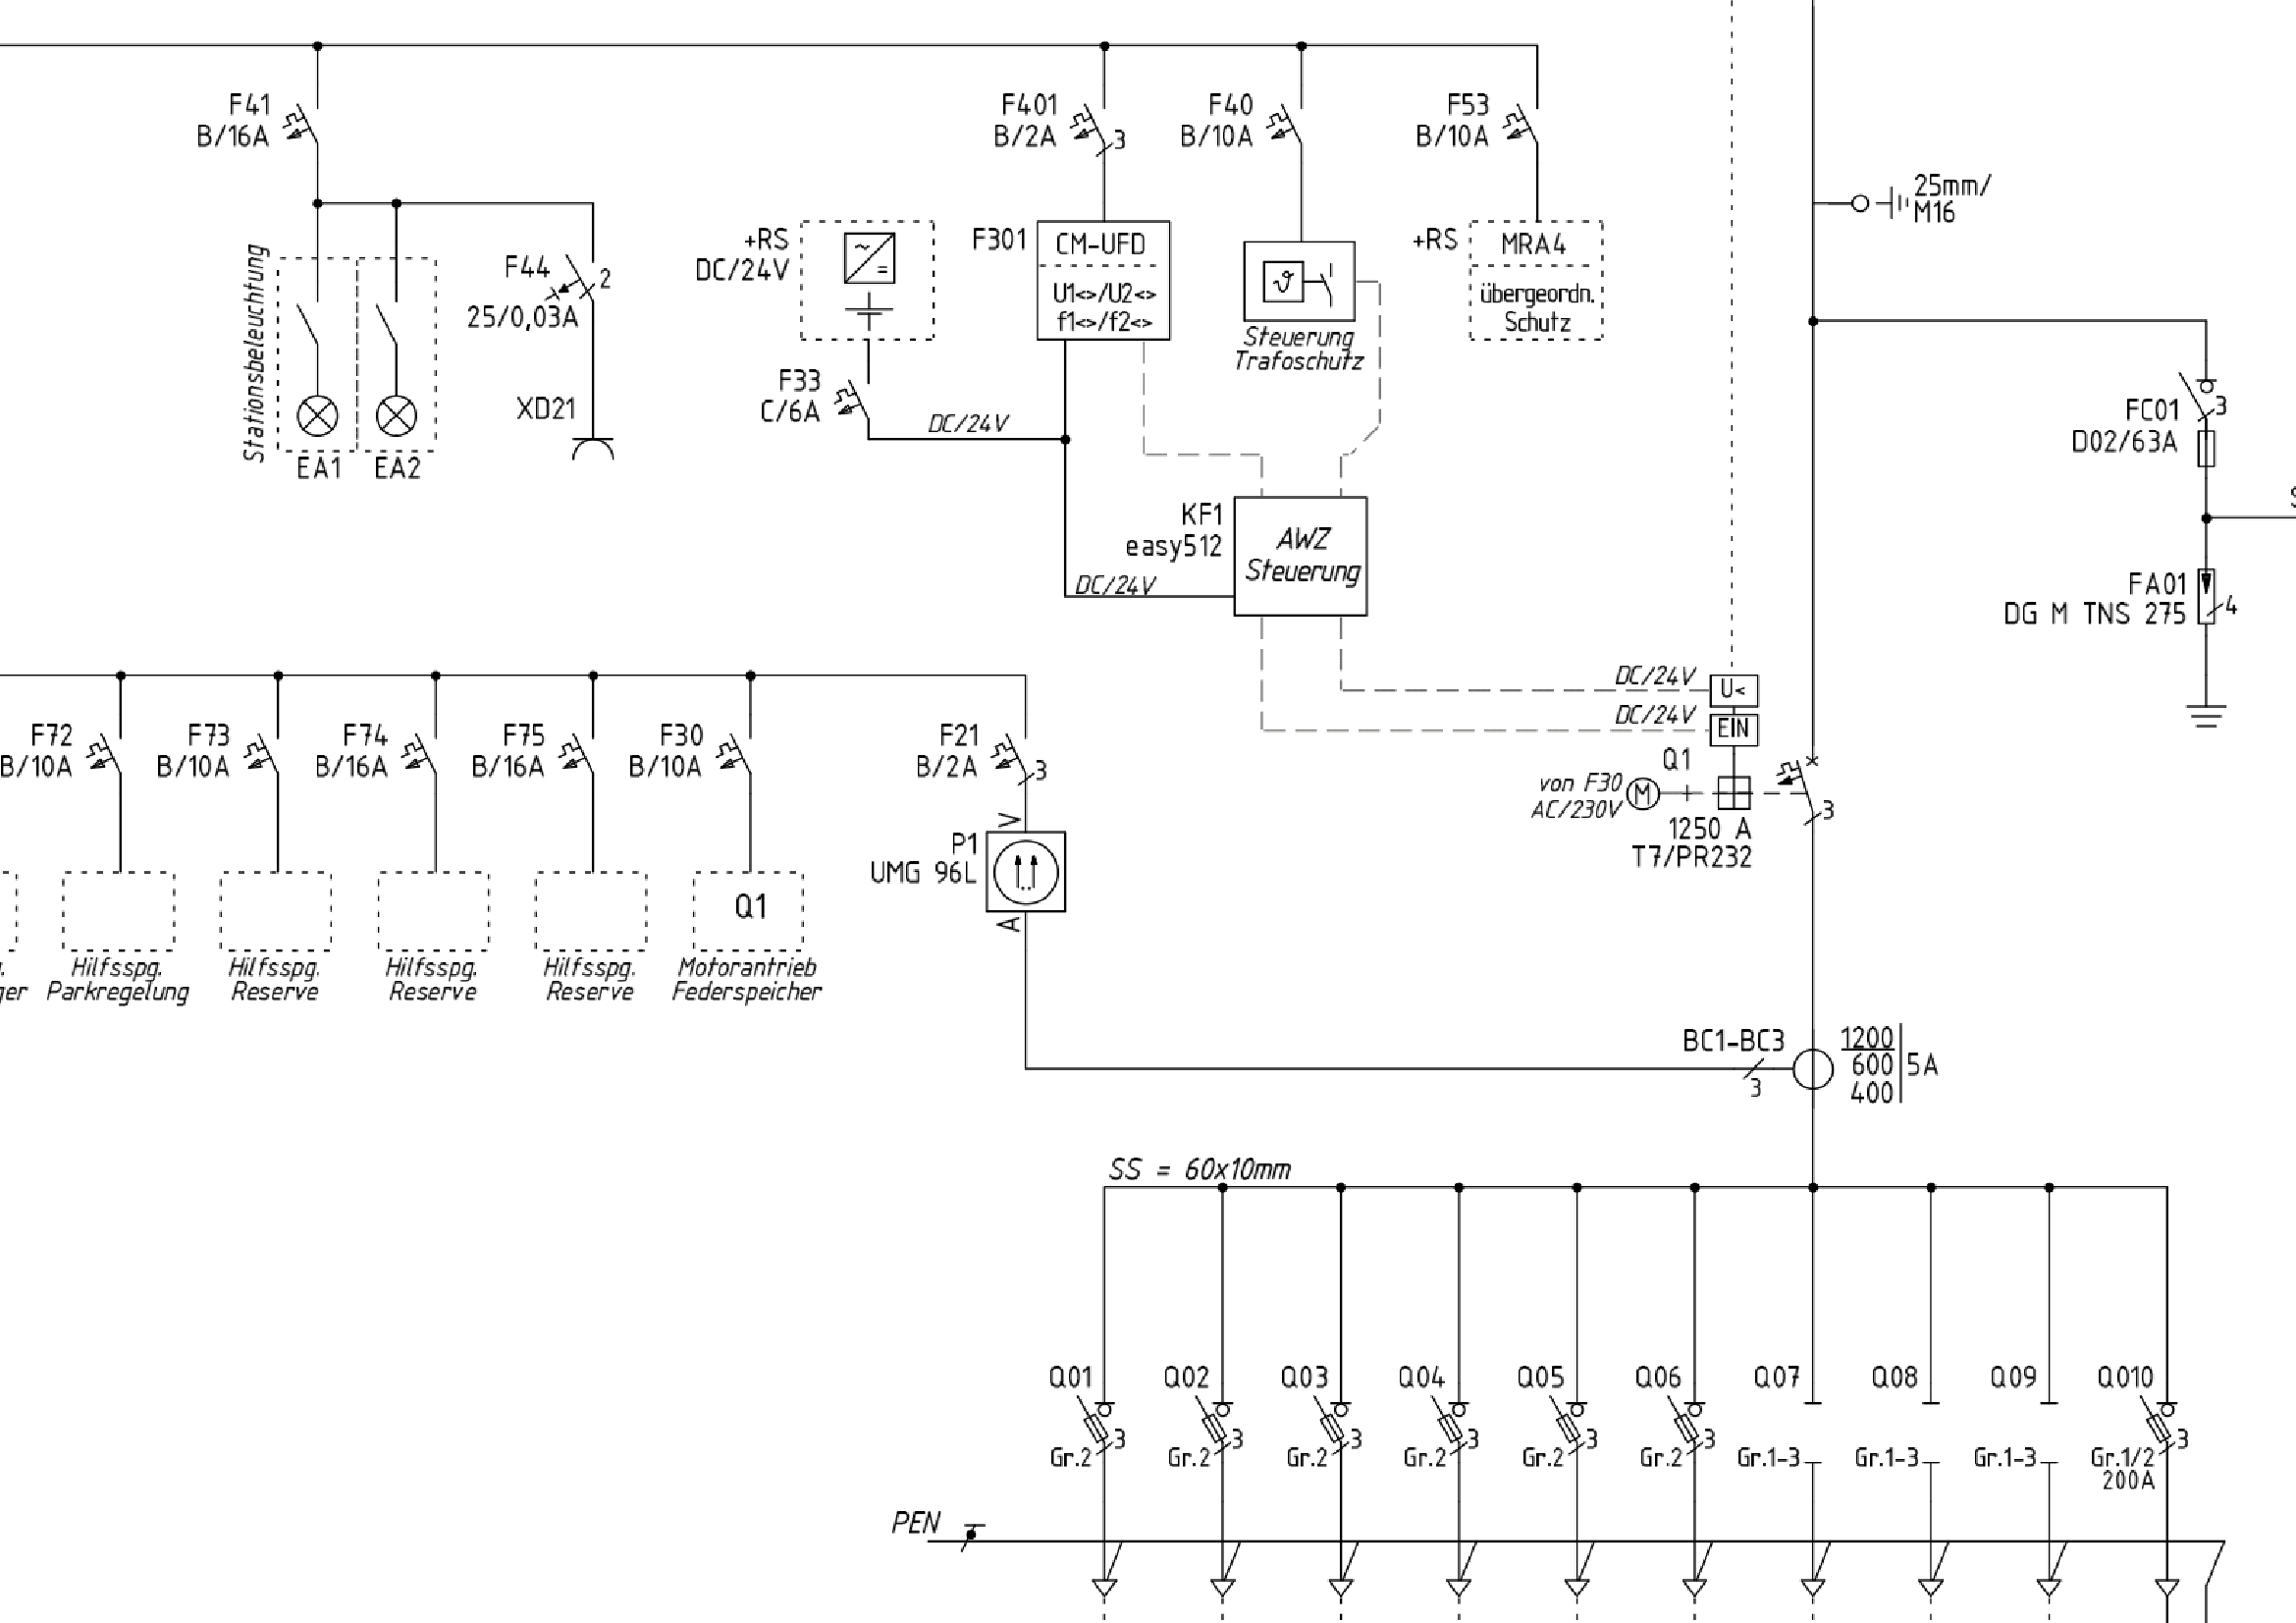 F41
B/16A
F401
B/2A
3
F40
B/10A
F53
B/10A
25mm/
M16
Stationsbeleuchtung
EA1
EA2
F44
25/0,03A
2
XD21
+RS
DC/24V
~
=
F33
C/6A
DC/24V
F301
CM-UFD
U1<>/U2<>
f1<>/f2<>
ϑ
Steuerung
Trafoschutz
+RS
MRA4
übergeordn.
Schutz
FC01
D02/63A
3
KF1
easy512
AWZ
Steuerung
DC/24V
FA01
DG M TNS 275
4
DC/24V
U<
DC/24V
EIN
Q1
von F30
AC/230V
M
3
1250 A
T7/PR232
F72
B/10A
F73
B/10A
F74
B/16A
F75
B/16A
F30
B/10A
F21
B/2A
3
V
P1
UMG 96L
A
Q1
Hilfsspg.
Parkregelung
Hilfsspg.
Reserve
Hilfsspg.
Reserve
Hilfsspg.
Reserve
Motorantrieb
Federspeicher
BC1-BC3
3
1200
600
400
5A
SS = 60x10mm
Q01
3
Gr.2
Q02
3
Gr.2
Q03
3
Gr.2
Q04
3
Gr.2
Q05
3
Gr.2
Q06
3
Gr.2
Q07
Gr.1-3
Q08
Gr.1-3
Q09
Gr.1-3
Q010
3
Gr.1/2
200A
PEN